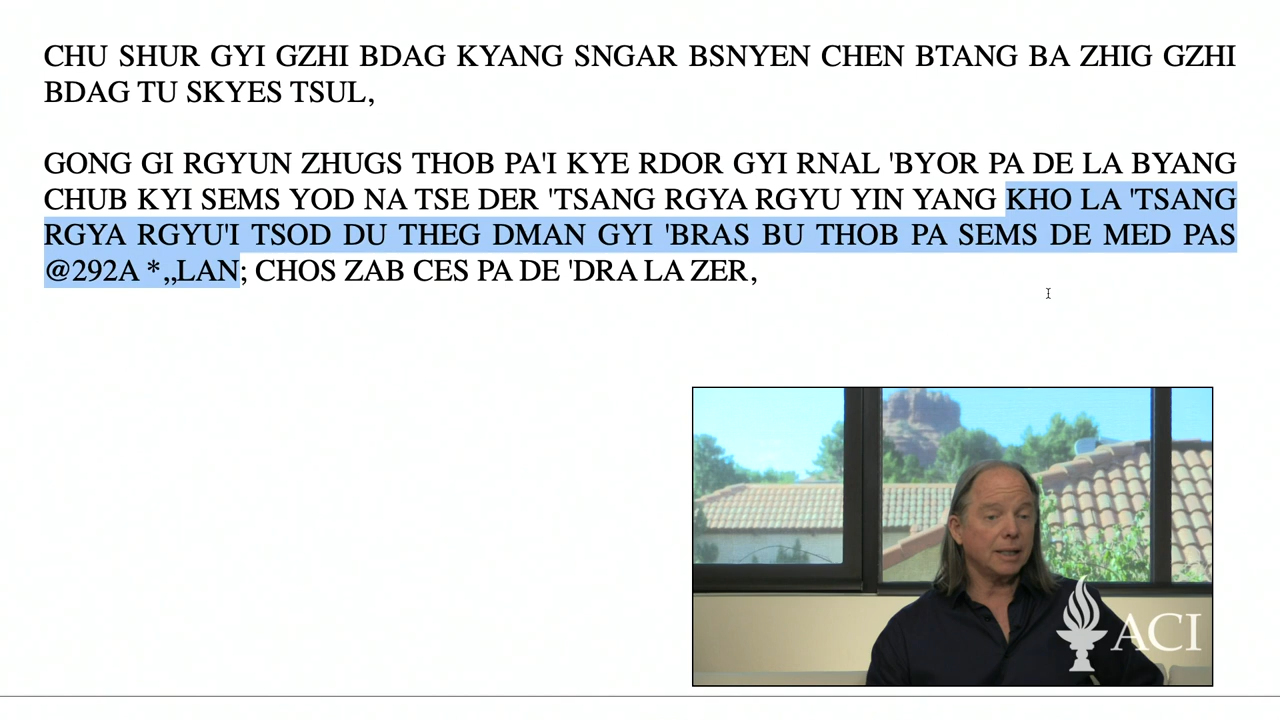 CHU SHUR GYI GZHI BDAG KYANG SNGAR BSNYEN CHEN BTANG BA ZHIG GZHI
BDAG TU SKYES TSUL,
GONG GI RGYUN ZHUGS THOB PA'I KYE RDOR GYI RNAL 'BYOR PA DE LA BYANG
CHUB KYI SEMS YOD NA TSE DER 'TSANG RGYA RGYU YIN YANG KHO LA 'TSANG
RGYA RGYU'I TSOD DU THEG DMAN GYI 'BRAS BU THOB PA SEMS DE MED PAS
@292A *,,LAN; CHOS ZAB CES PA DE 'DRA LA ZER,
ACI